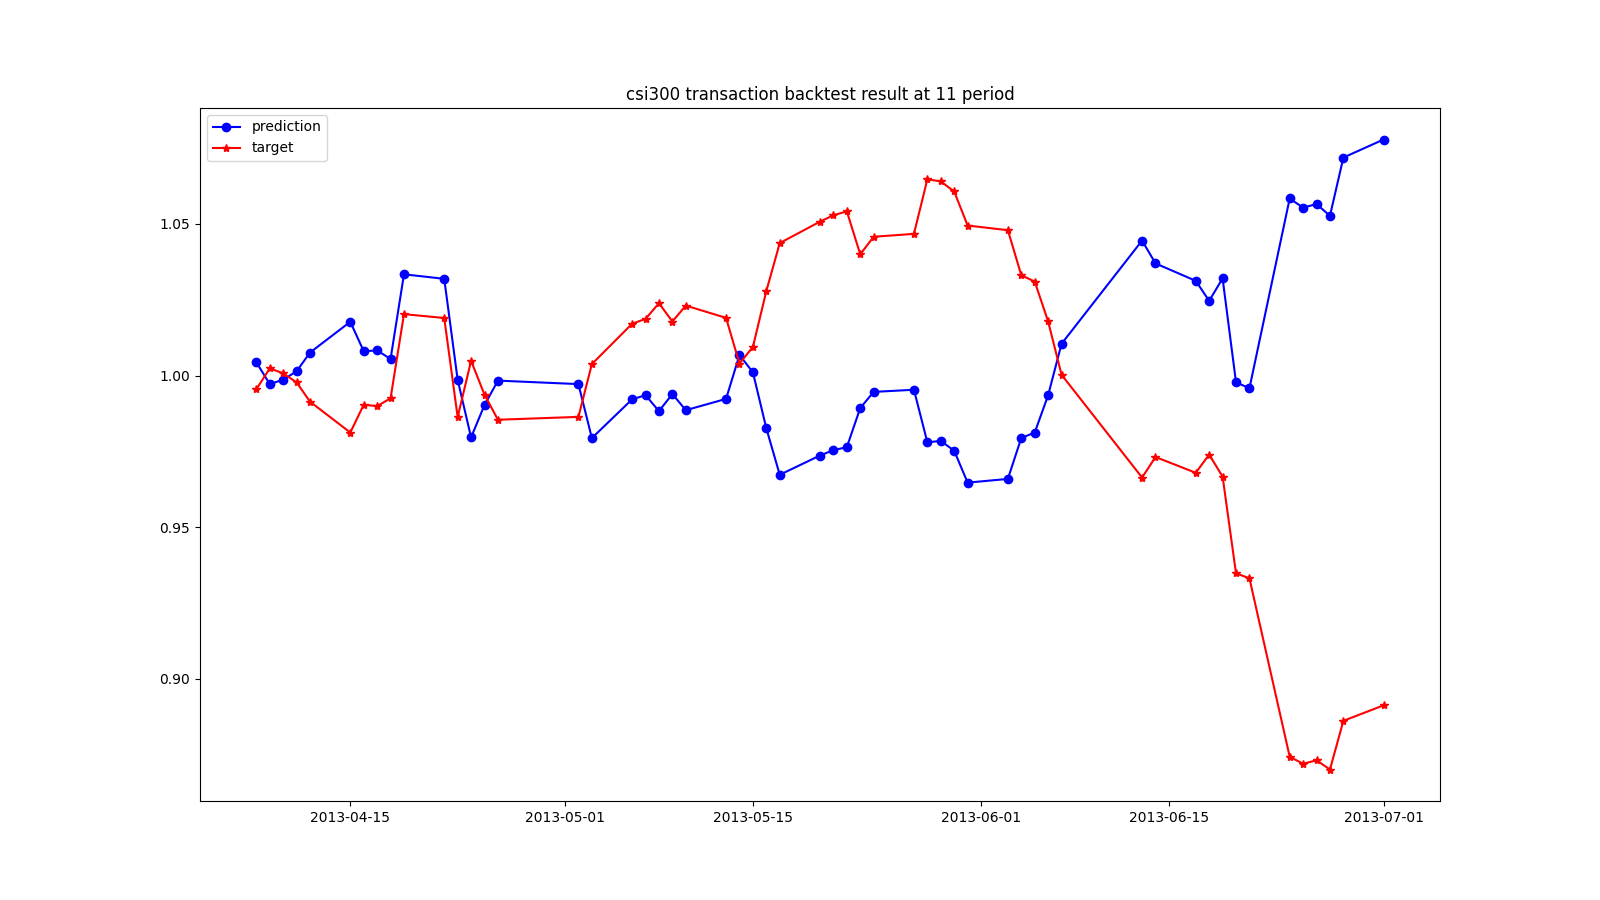 csi300 transaction backtest result at 11 period
prediction
target
1.05
1.00
0.95
0.90
2013-04-15 2013-05-01 2013-05-15 2013-06-01 2013-06-15 2013-07-01